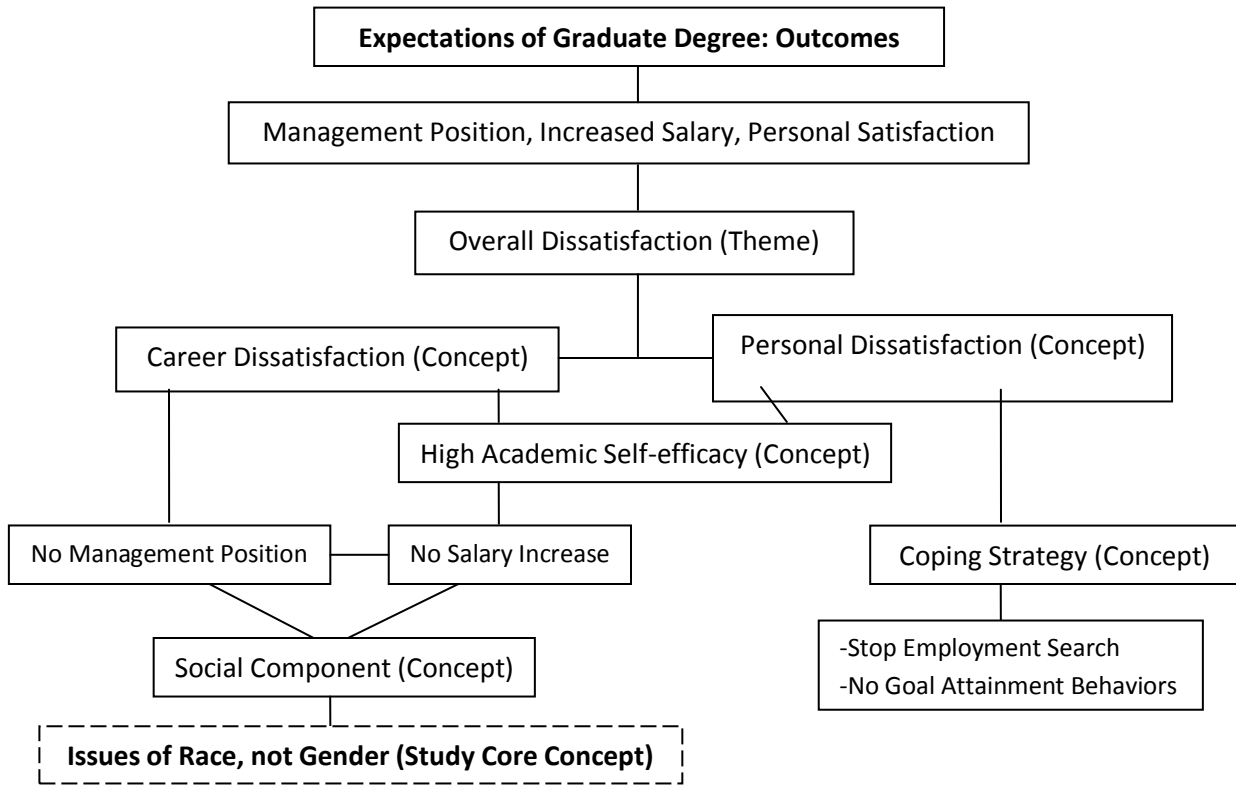 Expectations of Graduate Degree: Outcomes
Management Position, Increased Salary, Personal Satisfaction
Overall Dissatisfaction (Theme)
Career Dissatisfaction (Concept)
Personal Dissatisfaction (Concept)
High Academic Self-efficacy (Concept)
No Management Position
No Salary Increase
Coping Strategy (Concept)
-Stop Employment Search
-No Goal Attainment Behaviors
Social Component (Concept)
Issues of Race, not Gender (Study Core Concept)